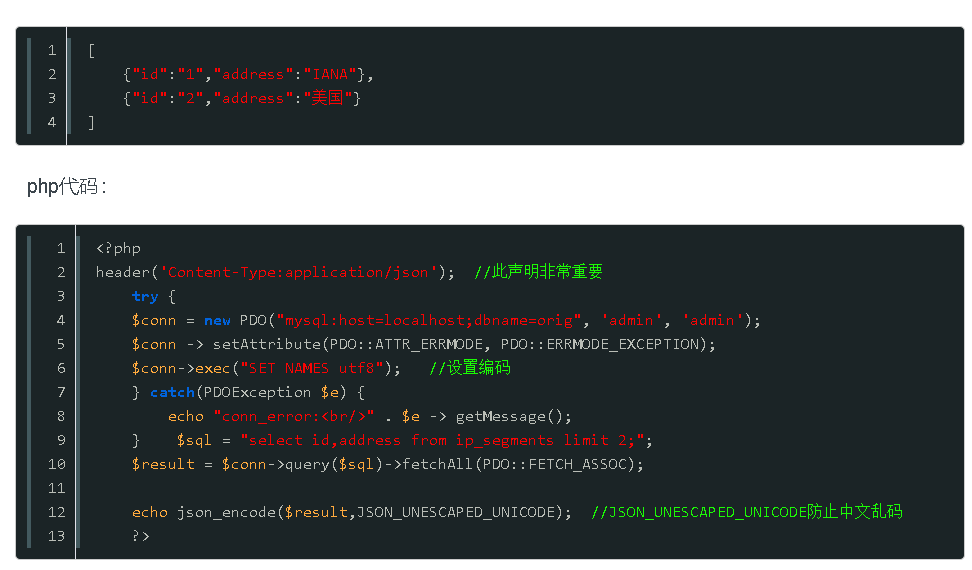 1 [
2     {"id":"1","address":"IANA"},
3     {"id":"2","address":"美国"}
4 ]
php代码：
1 <?php
2 header('Content-Type:application/json');  //此声明非常重要
3     try {
4     $conn = new PDO("mysql:host=localhost;dbname=orig", 'admin', 'admin');
5     $conn -> setAttribute(PDO::ATTR_ERRMODE, PDO::ERRMODE_EXCEPTION);
6     $conn->exec("SET NAMES utf8");   //设置编码
7     } catch(PDOException $e) {
8         echo "conn_error:<br/>" . $e -> getMessage();
9     }    $sql = "select id,address from ip_segments limit 2;";
10     $result = $conn->query($sql)->fetchAll(PDO::FETCH_ASSOC);
11
12     echo json_encode($result,JSON_UNESCAPED_UNICODE);  //JSON_UNESCAPED_UNICODE防止中文乱码
13     ?>